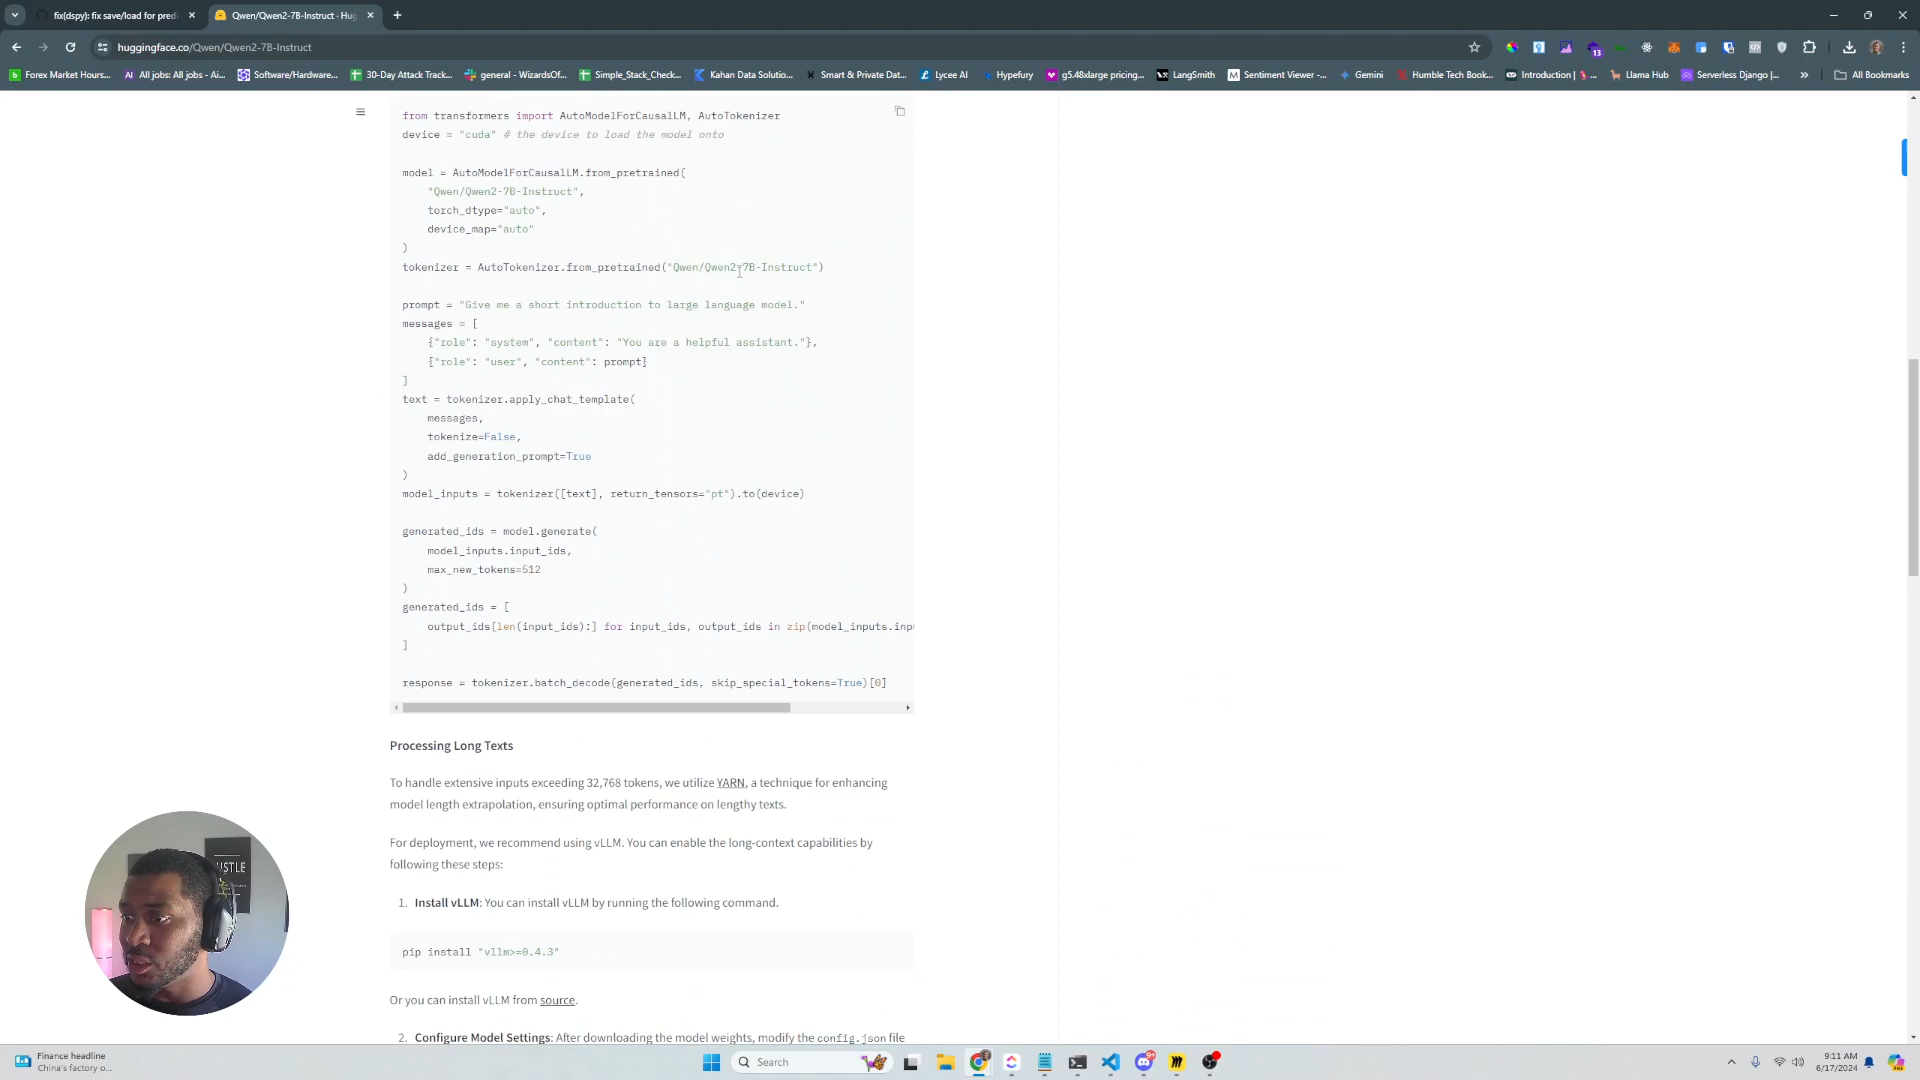 fix(dspy): fix save/load for predi
Qwen/Qwen2-7B-Instruct · Hug
huggingface.co/Qwen/Qwen2-7B-Instruct
13
Forex Market Hours...
All jobs: All jobs - Ai...
Software/Hardware...
30-Day Attack Track...
general - WizardsOf...
Simple_Stack_Check...
Kahan Data Solutio...
Smart & Private Dat...
Lycee AI
Hypefury
g5.48xlarge pricing...
LangSmith
Sentiment Viewer -...
Gemini
Humble Tech Book...
Introduction | 
Llama Hub
Serverless Django |...
»
All Bookmarks
from transformers import AutoModelForCausalLM, AutoTokenizer
device = "cuda" # the device to load the model onto
model = AutoModelForCausalLM.from_pretrained(
"Qwen/Qwen2-7B-Instruct",
torch_dtype="auto",
device_map="auto"
)
tokenizer = AutoTokenizer.from_pretrained("Qwen/Qwen2-7B-Instruct")
prompt = "Give me a short introduction to large language model."
messages = [
{"role": "system", "content": "You are a helpful assistant."},
{"role": "user", "content": prompt}
]
text = tokenizer.apply_chat_template(
messages,
tokenize=False,
add_generation_prompt=True
)
model_inputs = tokenizer([text], return_tensors="pt").to(device)
generated_ids = model.generate(
model_inputs.input_ids,
max_new_tokens=512
)
generated_ids = [
output_ids[len(input_ids):] for input_ids, output_ids in zip(model_inputs.inpu
]
response = tokenizer.batch_decode(generated_ids, skip_special_tokens=True)[0]
Processing Long Texts
To handle extensive inputs exceeding 32,768 tokens, we utilize YARN, a technique for enhancing
model length extrapolation, ensuring optimal performance on lengthy texts.
For deployment, we recommend using vLLM. You can enable the long-context capabilities by
following these steps:
1. Install vLLM: You can install vLLM by running the following command.
pip install "vllm>=0.4.3"
Or you can install vLLM from source.
2. Configure Model Settings: After downloading the model weights, modify the config.json file
Finance headline
China's factory o...
Search
9:11 AM
6/17/2024